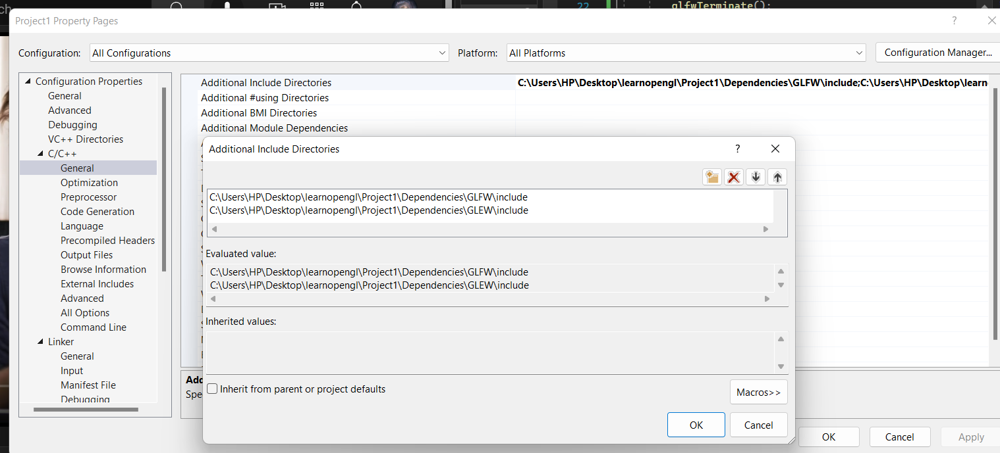 ch
22
glfwTerminate();
Project1 Property Pages
?
Configuration:
All Configurations
Platform:
All Platforms
Configuration Manager...
Configuration Properties
General
Advanced
Debugging
VC++ Directories
C/C++
General
Optimization
Preprocessor
Code Generation
Language
Precompiled Headers
Output Files
Browse Information
External Includes
Advanced
All Options
Command Line
Linker
General
Input
Manifest File
Debugging
Additional Include Directories
C:\Users\HP\Desktop\learnopengl\Project1\Dependencies\GLFW\include;C:\Users\HP\Desktop\learn
Additional #using Directories
Additional BMI Directories
Additional Module Dependencies
Additional Include Directories
?
C:\Users\HP\Desktop\learnopengl\Project1\Dependencies\GLFW\include
C:\Users\HP\Desktop\learnopengl\Project1\Dependencies\GLEW\include
Evaluated value:
C:\Users\HP\Desktop\learnopengl\Project1\Dependencies\GLFW\include
C:\Users\HP\Desktop\learnopengl\Project1\Dependencies\GLEW\include
Inherited values:
Inherit from parent or project defaults
Macros>>
OK
Cancel
Add
Spe
OK
Cancel
Apply